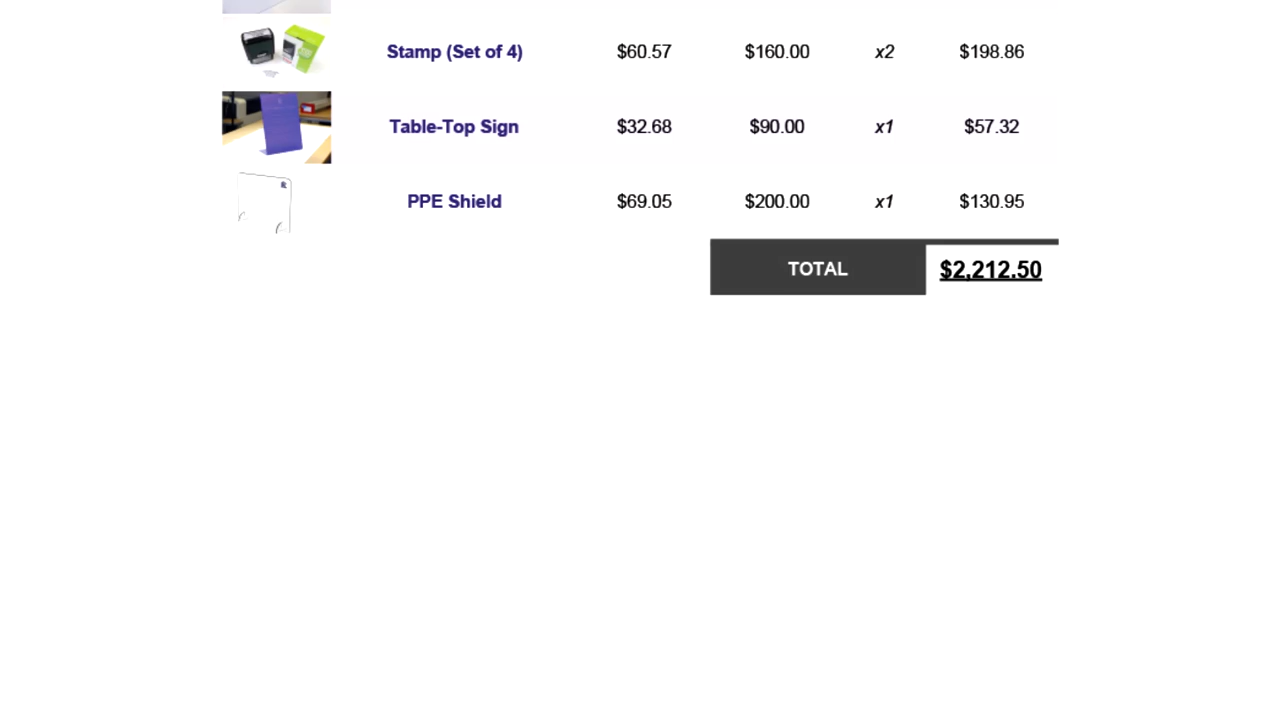 Stamp (Set of 4) $60.57 $160.00 x2 $198.86
Table-Top Sign $32.68 $90.00 x1 $57.32
PPE Shield $69.05 $200.00 x1 $130.95
TOTAL $2,212.50